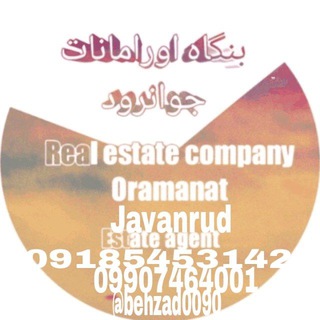 بنگاه اورامانات
جوانرود
Real estate company
Oramanat
Javanrud
Estate agent
09185453142
09907464001
@behzad0090